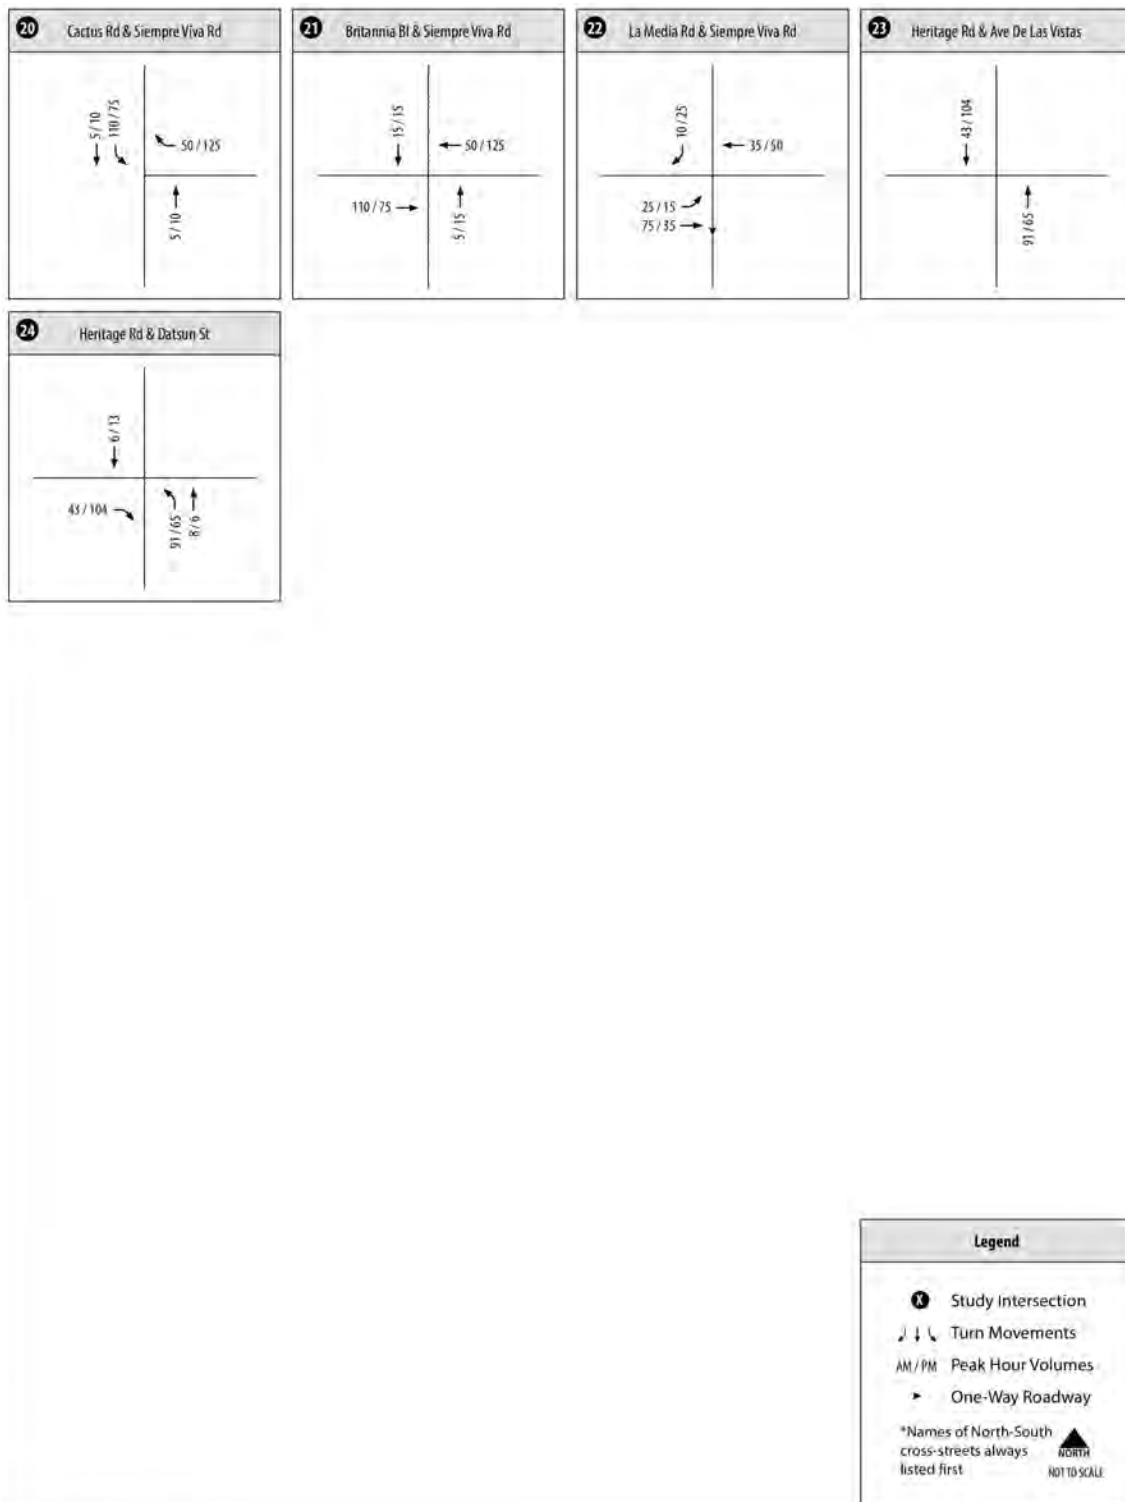 20 Cactus Rd & Siempre Viva Rd
5 / 10
110 / 75
50 / 125
5 / 10
21 Britannia Bl & Siempre Viva Rd
15 / 15
50 / 125
110 / 75
5 / 15
22 La Media Rd & Siempre Viva Rd
10 / 25
35 / 50
25 / 15
75 / 35
23 Heritage Rd & Ave De Las Vistas
43 / 104
91 / 65
24 Heritage Rd & Datsun St
6 / 13
43 / 104
91 / 65
8 / 6
Legend
X Study Intersection
Turn Movements
AM / PM Peak Hour Volumes
One-Way Roadway
*Names of North-South
cross-streets always
listed first
NORTH
NOT TO SCALE